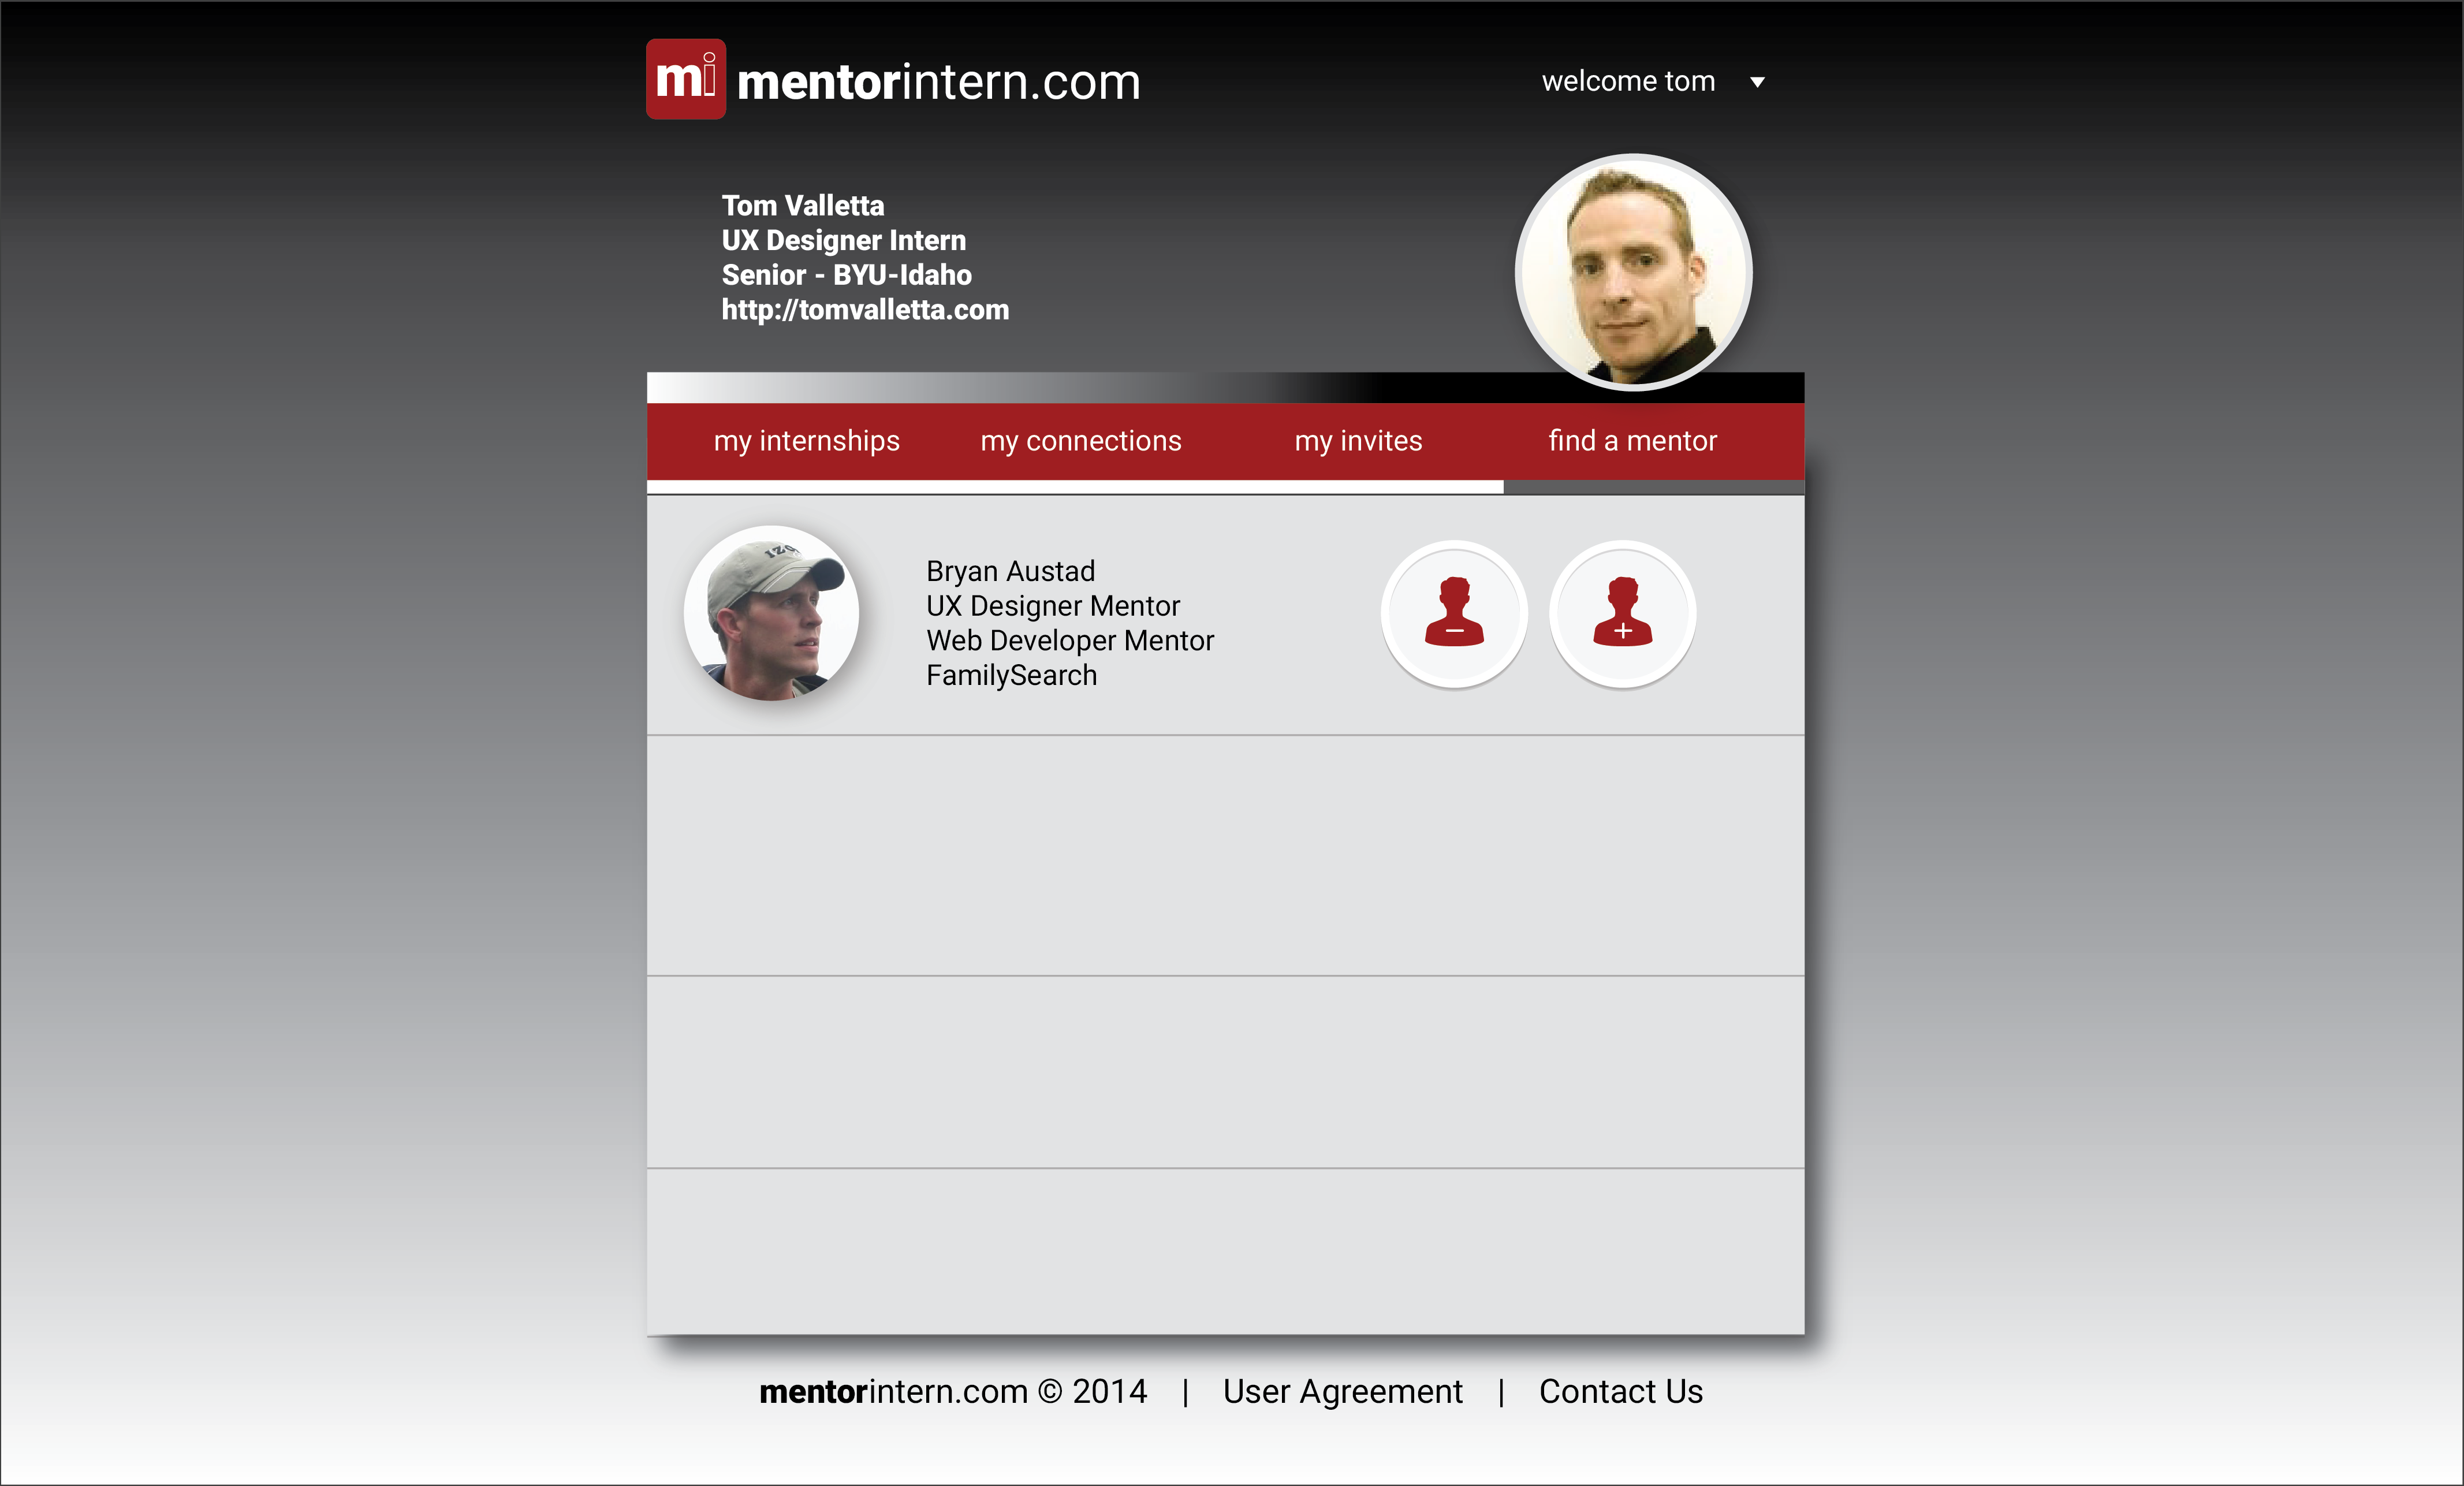 mi mentorintern.com
welcome tom
Tom Valletta
UX Designer Intern
Senior - BYU-Idaho
http://tomvalletta.com
my internships my connections my invites find a mentor
Bryan Austad
UX Designer Mentor
Web Developer Mentor
FamilySearch
mentorintern.com © 2014 | User Agreement | Contact Us